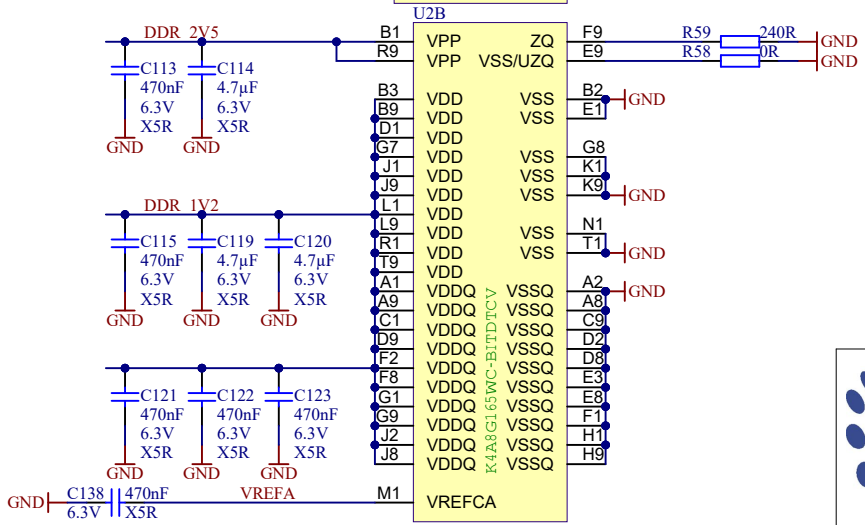 U2B
DDR_2V5 B1 VPP ZQ F9 R59 240R GND
R9 VPP VSS/UZQ E9 R58 0R GND
C113 C114
470nF 4.7µF
6.3V 6.3V
X5R X5R
GND GND
B3 VDD VSS B2 GND
B9 VDD VSS E1
D1 VDD
G7 VDD VSS G8
J1 VDD VSS K1
J9 VDD VSS K9 GND
DDR_1V2 L1 VDD
L9 VDD VSS N1
R1 VDD VSS T1 GND
T9 VDD
C115 C119 C120
470nF 4.7µF 4.7µF
6.3V 6.3V 6.3V
X5R X5R X5R
GND GND GND
A1 VDDQ VSSQ A2 GND
A9 VDDQ VSSQ A8
C1 VDDQ VSSQ C9
D9 VDDQ VSSQ D2
F2 VDDQ VSSQ D8
F8 VDDQ VSSQ E3
G1 VDDQ VSSQ E8
G9 VDDQ VSSQ F1
J2 VDDQ VSSQ H1
J8 VDDQ VSSQ H9
K4A8G165WC-BITDTCV
C121 C122 C123
470nF 470nF 470nF
6.3V 6.3V 6.3V
X5R X5R X5R
GND GND GND
GND C138 470nF VREFA M1 VREFCA
6.3V X5R